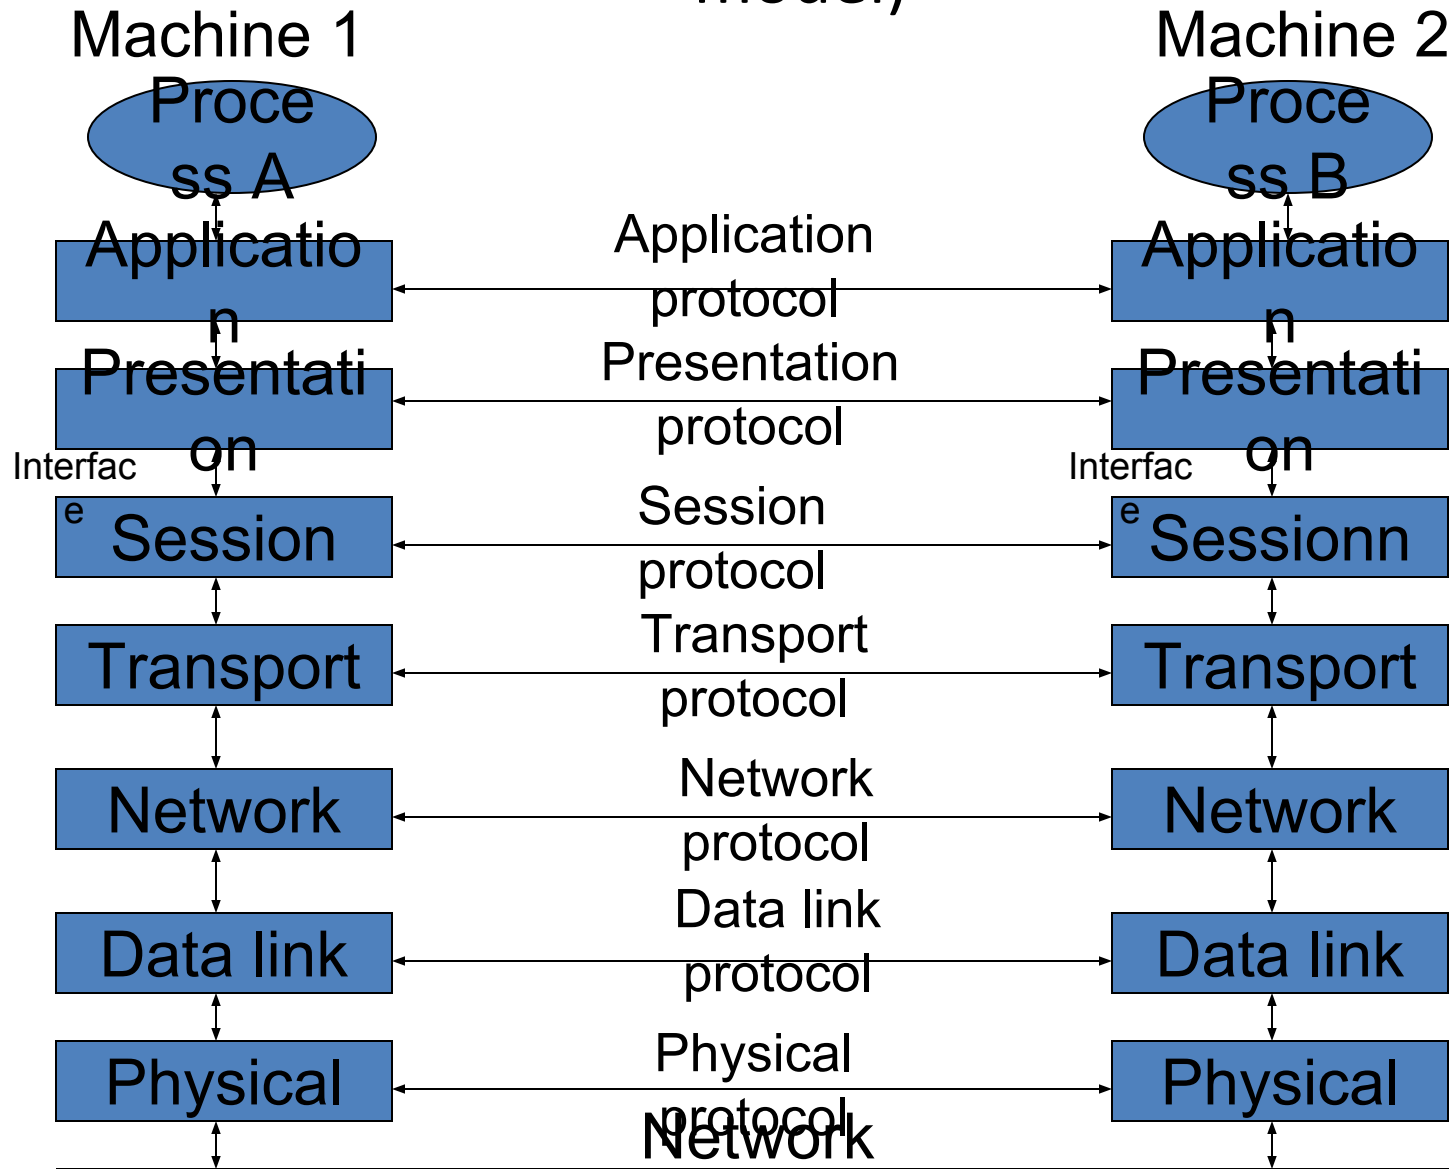 model)
Machine 1
Machine 2
Proce
ss A
Proce
ss B
Applicatio
n
Application
protocol
Applicatio
n
Presentati
on
Presentation
protocol
Presentati
on
Interfac
e
Interfac
e
Session
Session
protocol
Sessionn
Transport
Transport
protocol
Transport
Network
Network
protocol
Network
Data link
Data link
protocol
Data link
Physical
Physical
protocol
Physical
Network